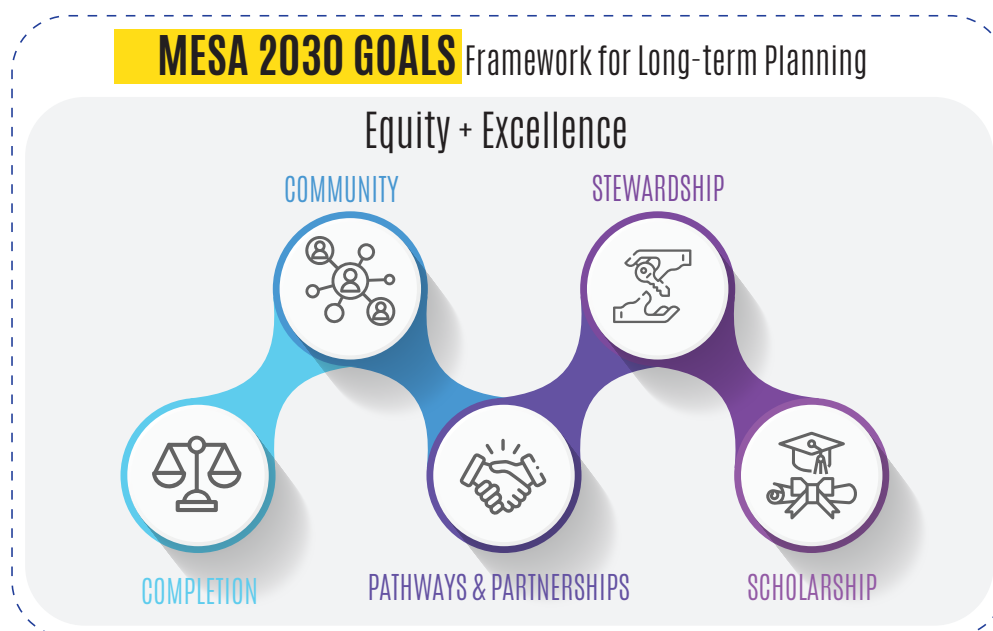 MESA 2030 GOALS Framework for Long-term Planning
Equity + Excellence
COMMUNITY
STEWARDSHIP
COMPLETION
PATHWAYS & PARTNERSHIPS
SCHOLARSHIP